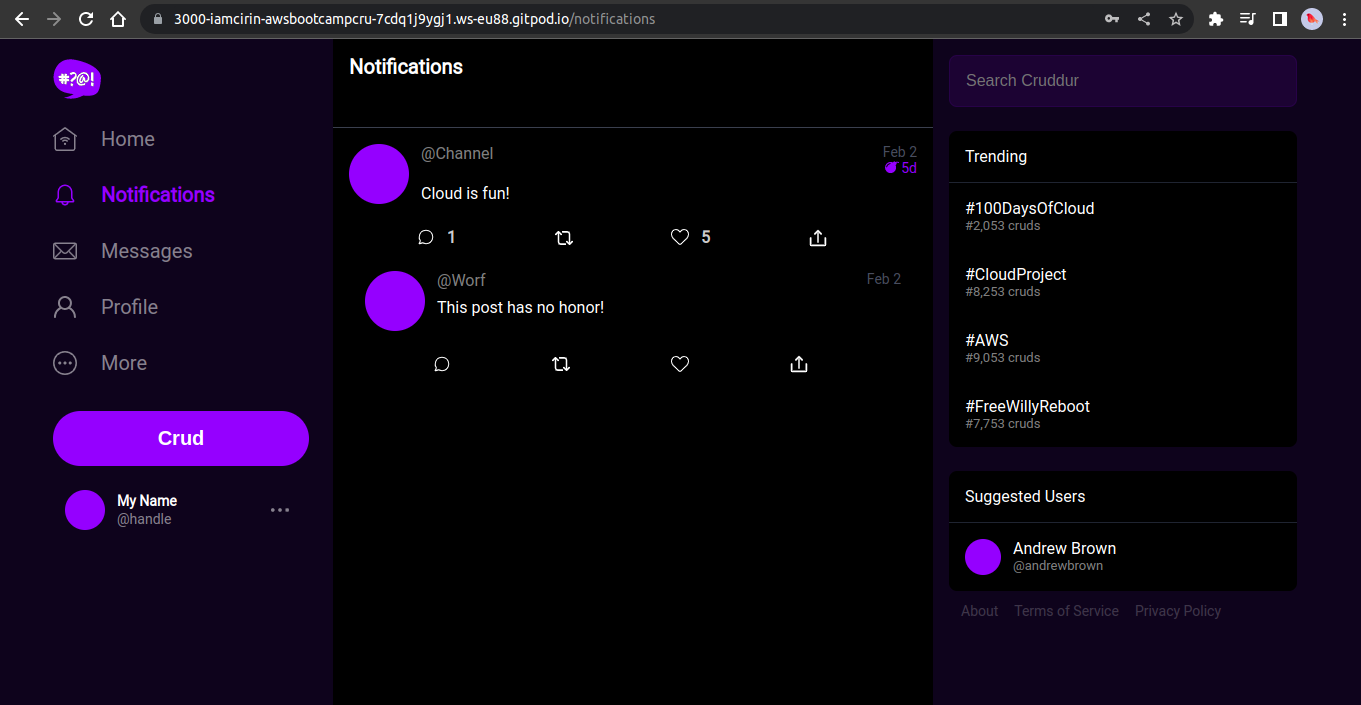 3000-iamcirin-awsbootcampcru-7cdq1j9ygj1.ws-eu88.gitpod.io/notifications
#?@!
Home
Notifications
Messages
Profile
More
Crud
My Name
@handle
Notifications
@Channel
Feb 2
5d
Cloud is fun!
1
5
@Worf
Feb 2
This post has no honor!
Search Cruddur
Trending
#100DaysOfCloud
#2,053 cruds
#CloudProject
#8,253 cruds
#AWS
#9,053 cruds
#FreeWillyReboot
#7,753 cruds
Suggested Users
Andrew Brown
@andrewbrown
About Terms of Service Privacy Policy